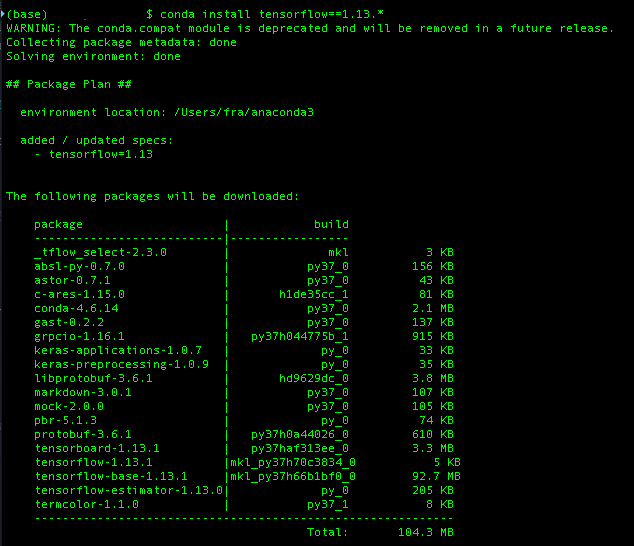 (base) $ conda install tensorflow==1.13.*
WARNING: The conda.compat module is deprecated and will be removed in a future release.
Collecting package metadata: done
Solving environment: done
## Package Plan ##
environment location: /Users/fra/anaconda3
added / updated specs:
- tensorflow=1.13
The following packages will be downloaded:
package | build
---------------------------|-----------------
_tflow_select-2.3.0 | mkl 3 KB
absl-py-0.7.0 | py37_0 156 KB
astor-0.7.1 | py37_0 43 KB
c-ares-1.15.0 | h1de35cc_1 81 KB
conda-4.6.14 | py37_0 2.1 MB
gast-0.2.2 | py37_0 137 KB
grpcio-1.16.1 | py37h044775b_1 915 KB
keras-applications-1.0.7 | py_0 33 KB
keras-preprocessing-1.0.9 | py_0 35 KB
libprotobuf-3.6.1 | hd9629dc_0 3.8 MB
markdown-3.0.1 | py37_0 107 KB
mock-2.0.0 | py37_0 105 KB
pbr-5.1.3 | py_0 74 KB
protobuf-3.6.1 | py37h0a44026_0 610 KB
tensorboard-1.13.1 | py37haf313ee_0 3.3 MB
tensorflow-1.13.1 |mkl_py37h70c3834_0 5 KB
tensorflow-base-1.13.1 |mkl_py37h66b1bf0_0 92.7 MB
tensorflow-estimator-1.13.0| py_0 205 KB
termcolor-1.1.0 | py37_1 8 KB
------------------------------------------------------------
Total: 104.3 MB